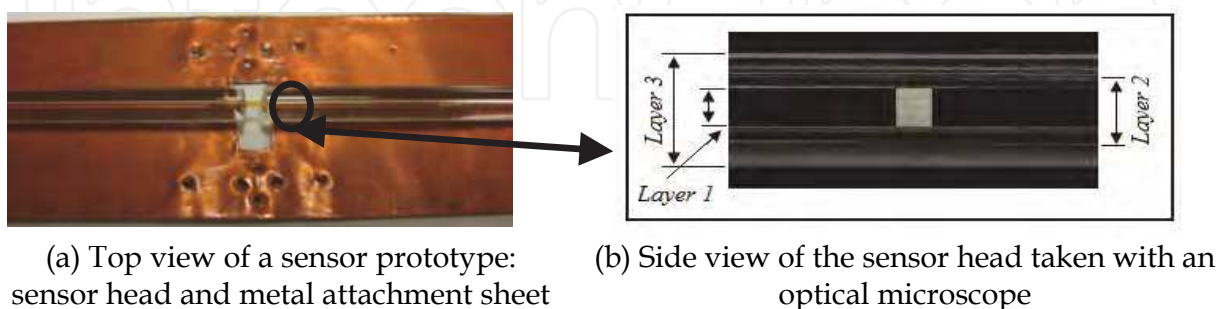 Layer 3
Layer 2
Layer 1
(a) Top view of a sensor prototype:
sensor head and metal attachment sheet
(b) Side view of the sensor head taken with an
optical microscope